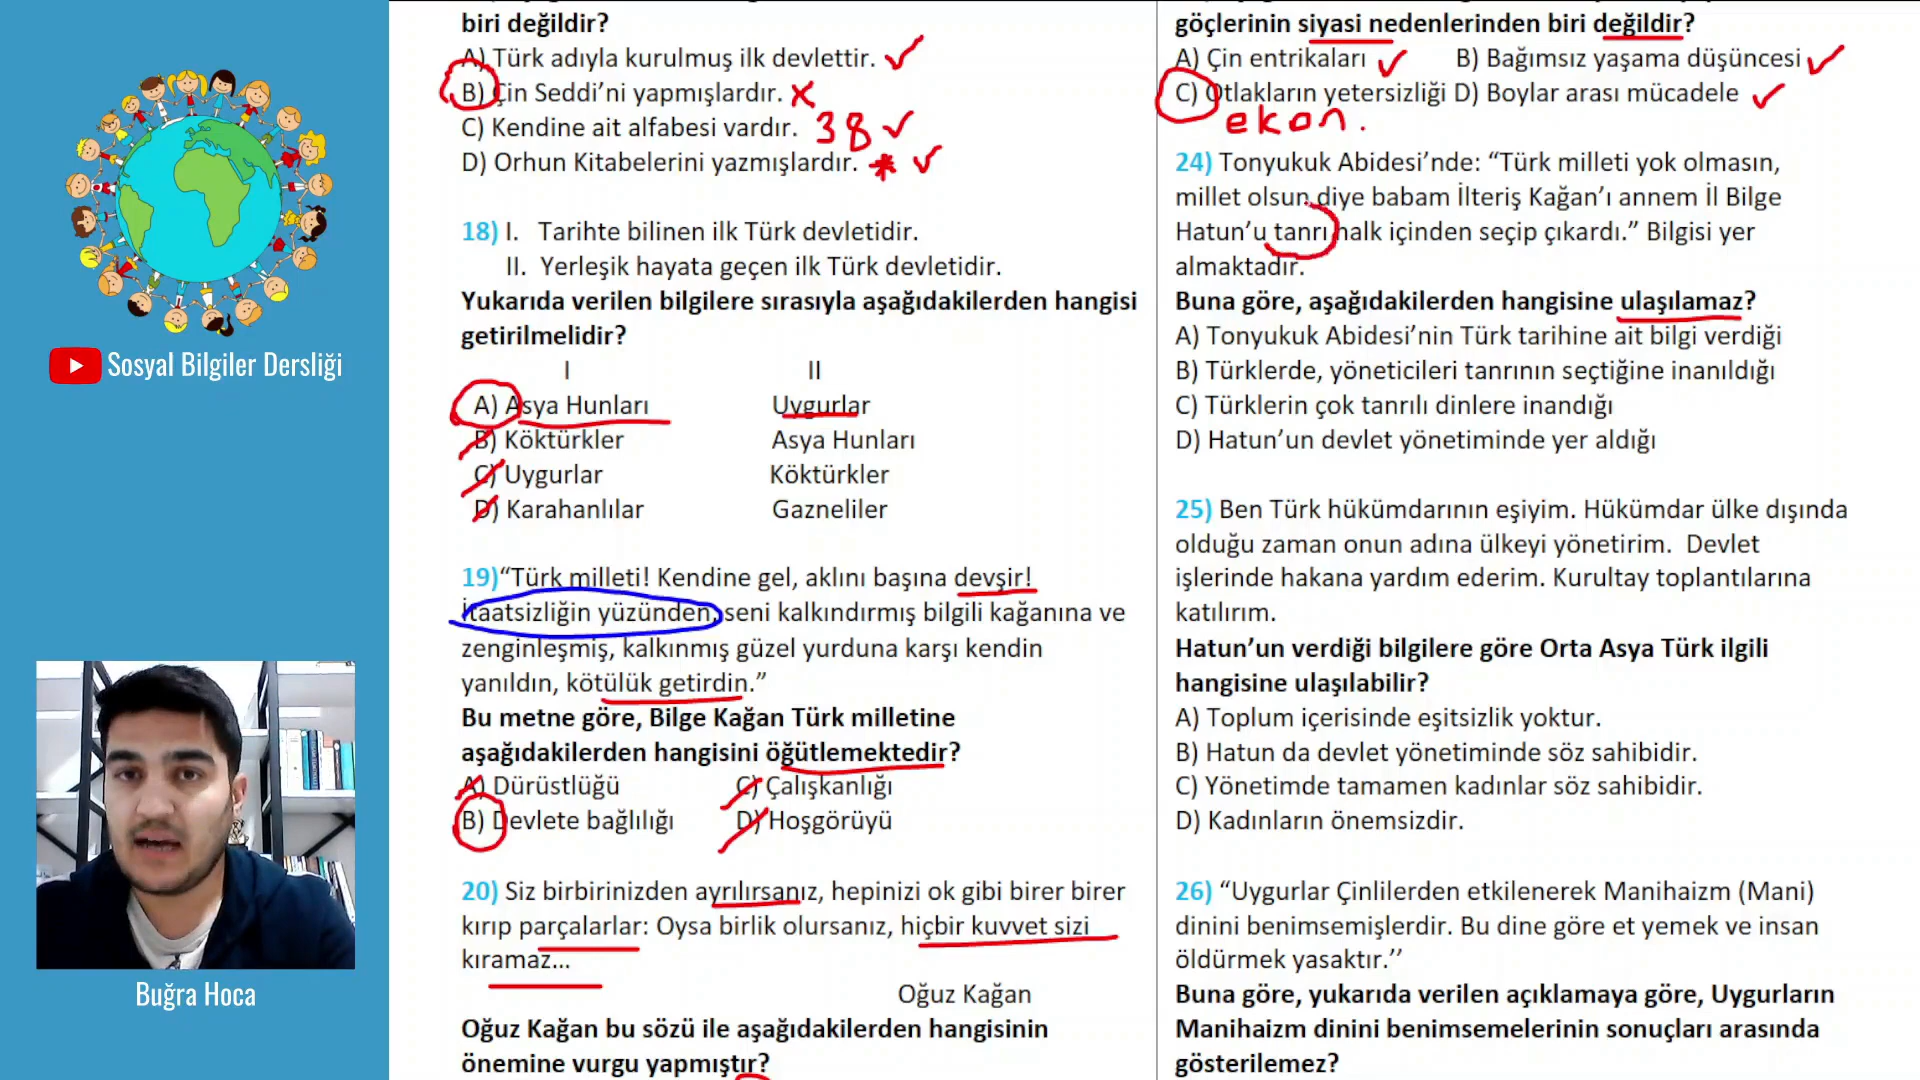 Sosyal Bilgiler Dersliği
Buğra Hoca
biri değildir?
A) Türk adıyla kurulmuş ilk devlettir.
B) Çin Seddi’ni yapmışlardır.
C) Kendine ait alfabesi vardır. 38
D) Orhun Kitabelerini yazmışlardır.
18) I. Tarihte bilinen ilk Türk devletidir.
II. Yerleşik hayata geçen ilk Türk devletidir.
Yukarıda verilen bilgilere sırasıyla aşağıdakilerden hangisi
getirilmelidir?
I II
A) Asya Hunları Uygurlar
B) Köktürkler Asya Hunları
C) Uygurlar Köktürkler
D) Karahanlılar Gazneliler
19)“Türk milleti! Kendine gel, aklını başına devşir!
İtaatsizliğin yüzünden, seni kalkındırmış bilgili kağanına ve
zenginleşmiş, kalkınmış güzel yurduna karşı kendin
yanıldın, kötülük getirdin.”
Bu metne göre, Bilge Kağan Türk milletine
aşağıdakilerden hangisini öğütlemektedir?
A) Dürüstlüğü C) Çalışkanlığı
B) Devlete bağlılığı D) Hoşgörüyü
20) Siz birbirinizden ayrılırsanız, hepinizi ok gibi birer birer
kırıp parçalarlar: Oysa birlik olursanız, hiçbir kuvvet sizi
kıramaz...
Oğuz Kağan
Oğuz Kağan bu sözü ile aşağıdakilerden hangisinin
önemine vurgu yapmıştır?
göçlerinin siyasi nedenlerinden biri değildir?
A) Çin entrikaları B) Bağımsız yaşama düşüncesi
C) Otlakların yetersizliği D) Boylar arası mücadele
ekon.
24) Tonyukuk Abidesi’nde: “Türk milleti yok olmasın,
millet olsun diye babam İlteriş Kağan’ı annem İl Bilge
Hatun’u tanrı halk içinden seçip çıkardı.” Bilgisi yer
almaktadır.
Buna göre, aşağıdakilerden hangisine ulaşılamaz?
A) Tonyukuk Abidesi’nin Türk tarihine ait bilgi verdiği
B) Türklerde, yöneticileri tanrının seçtiğine inanıldığı
C) Türklerin çok tanrılı dinlere inandığı
D) Hatun’un devlet yönetiminde yer aldığı
25) Ben Türk hükümdarının eşiyim. Hükümdar ülke dışında
olduğu zaman onun adına ülkeyi yönetirim. Devlet
işlerinde hakana yardım ederim. Kurultay toplantılarına
katılırım.
Hatun’un verdiği bilgilere göre Orta Asya Türk ilgili
hangisine ulaşılabilir?
A) Toplum içerisinde eşitsizlik yoktur.
B) Hatun da devlet yönetiminde söz sahibidir.
C) Yönetimde tamamen kadınlar söz sahibidir.
D) Kadınların önemsizdir.
26) “Uygurlar Çinlilerden etkilenerek Manihaizm (Mani)
dinini benimsemişlerdir. Bu dine göre et yemek ve insan
öldürmek yasaktır.’’
Buna göre, yukarıda verilen açıklamaya göre, Uygurların
Manihaizm dinini benimsemelerinin sonuçları arasında
gösterilemez?